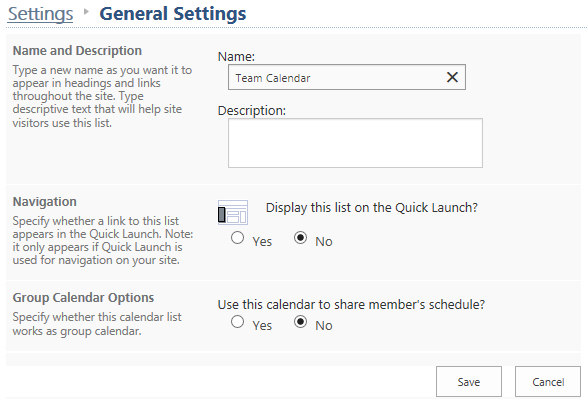 Settings ▸ General Settings
Name and Description
Type a new name as you want it to
appear in headings and links
throughout the site. Type
descriptive text that will help site
visitors use this list.
Name:
Team Calendar
Description:
Navigation
Specify whether a link to this list
appears in the Quick Launch. Note:
it only appears if Quick Launch is
used for navigation on your site.
Display this list on the Quick Launch?
Yes No
Group Calendar Options
Specify whether this calendar list
works as group calendar.
Use this calendar to share member's schedule?
Yes No
Save Cancel